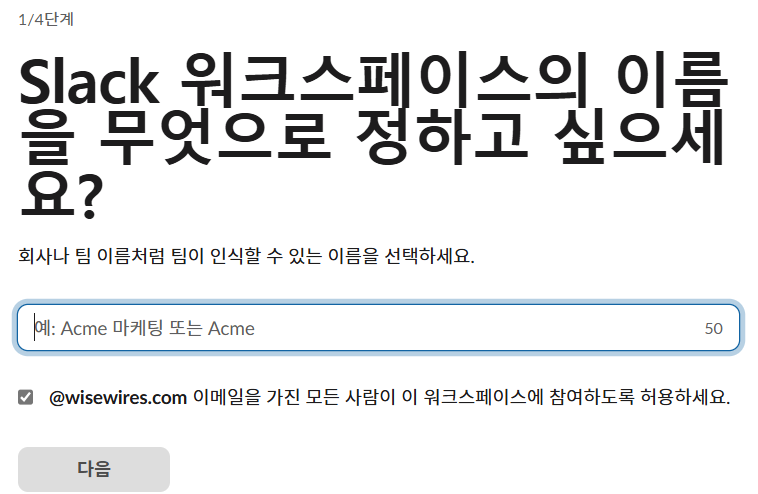 1/4단계
Slack 워크스페이스의 이름
을 무엇으로 정하고 싶으세
요?
회사나 팀 이름처럼 팀이 인식할 수 있는 이름을 선택하세요.
예: Acme 마케팅 또는 Acme 50
@wisewires.com 이메일을 가진 모든 사람이 이 워크스페이스에 참여하도록 허용하세요.
다음